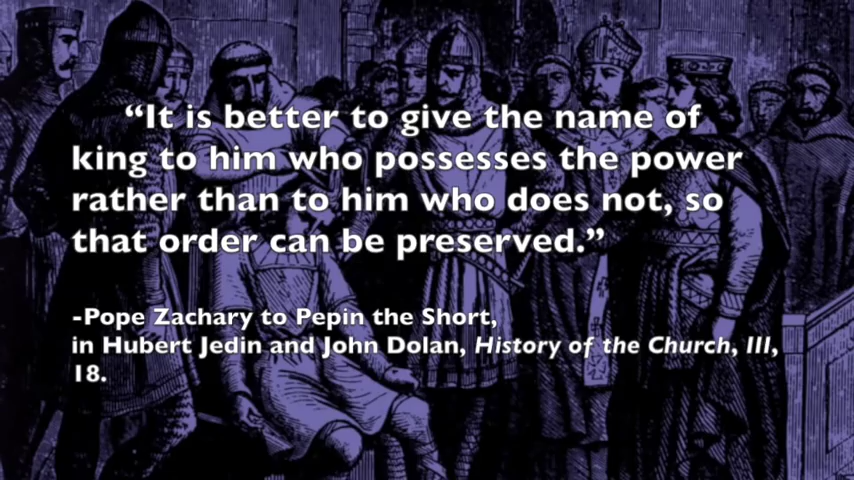 “It is better to give the name of
king to him who possesses the power
rather than to him who does not, so
that order can be preserved.”
-Pope Zachary to Pepin the Short,
in Hubert Jedin and John Dolan, History of the Church, III,
18.